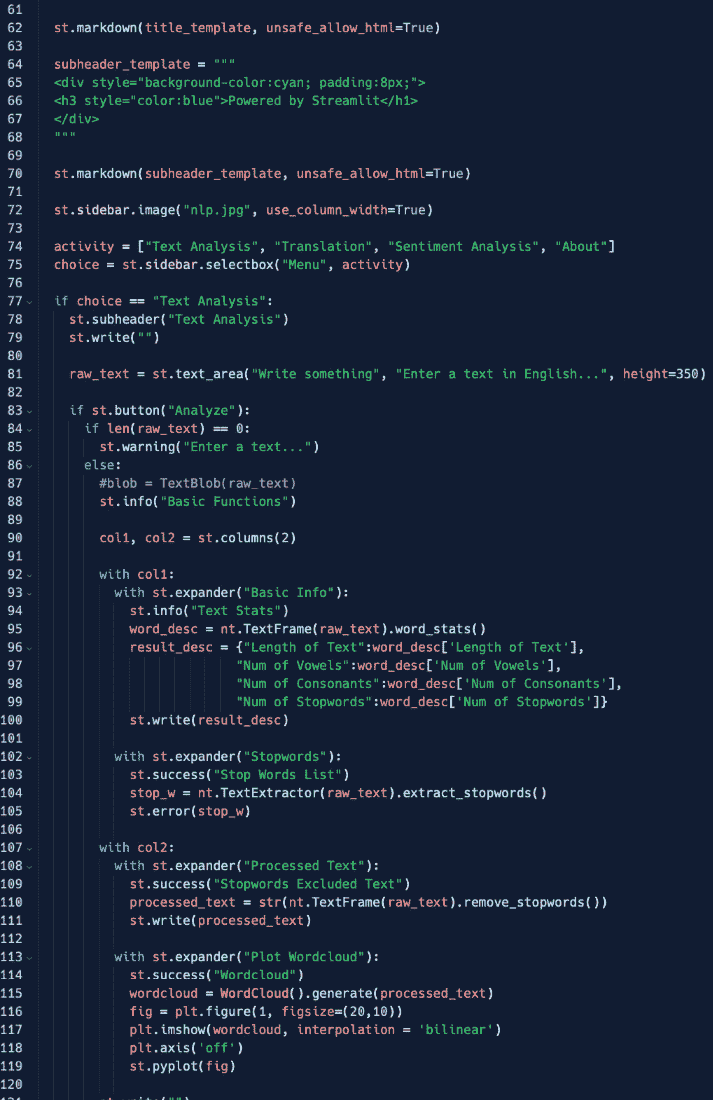 61
62 st.markdown(title_template, unsafe_allow_html=True)
63
64 subheader_template = """
65 <div style="background-color:cyan; padding:8px;">
66 <h3 style="color:blue">Powered by Streamlit</h1>
67 </div>
68 """
69
70 st.markdown(subheader_template, unsafe_allow_html=True)
71
72 st.sidebar.image("nlp.jpg", use_column_width=True)
73
74 activity = ["Text Analysis", "Translation", "Sentiment Analysis", "About"]
75 choice = st.sidebar.selectbox("Menu", activity)
76
77 if choice == "Text Analysis":
78   st.subheader("Text Analysis")
79   st.write("")
80
81   raw_text = st.text_area("Write something", "Enter a text in English...", height=350)
82
83   if st.button("Analyze"):
84     if len(raw_text) == 0:
85       st.warning("Enter a text...")
86     else:
87       #blob = TextBlob(raw_text)
88       st.info("Basic Functions")
89
90       col1, col2 = st.columns(2)
91
92       with col1:
93         with st.expander("Basic Info"):
94           st.info("Text Stats")
95           word_desc = nt.TextFrame(raw_text).word_stats()
96           result_desc = {"Length of Text":word_desc['Length of Text'],
97                          "Num of Vowels":word_desc['Num of Vowels'],
98                          "Num of Consonants":word_desc['Num of Consonants'],
99                          "Num of Stopwords":word_desc['Num of Stopwords']}
100           st.write(result_desc)
101
102         with st.expander("Stopwords"):
103           st.success("Stop Words List")
104           stop_w = nt.TextExtractor(raw_text).extract_stopwords()
105           st.error(stop_w)
106
107       with col2:
108         with st.expander("Processed Text"):
109           st.success("Stopwords Excluded Text")
110           processed_text = str(nt.TextFrame(raw_text).remove_stopwords())
111           st.write(processed_text)
112
113         with st.expander("Plot Wordcloud"):
114           st.success("Wordcloud")
115           wordcloud = WordCloud().generate(processed_text)
116           fig = plt.figure(1, figsize=(20,10))
117           plt.imshow(wordcloud, interpolation = 'bilinear')
118           plt.axis('off')
119           st.pyplot(fig)
120